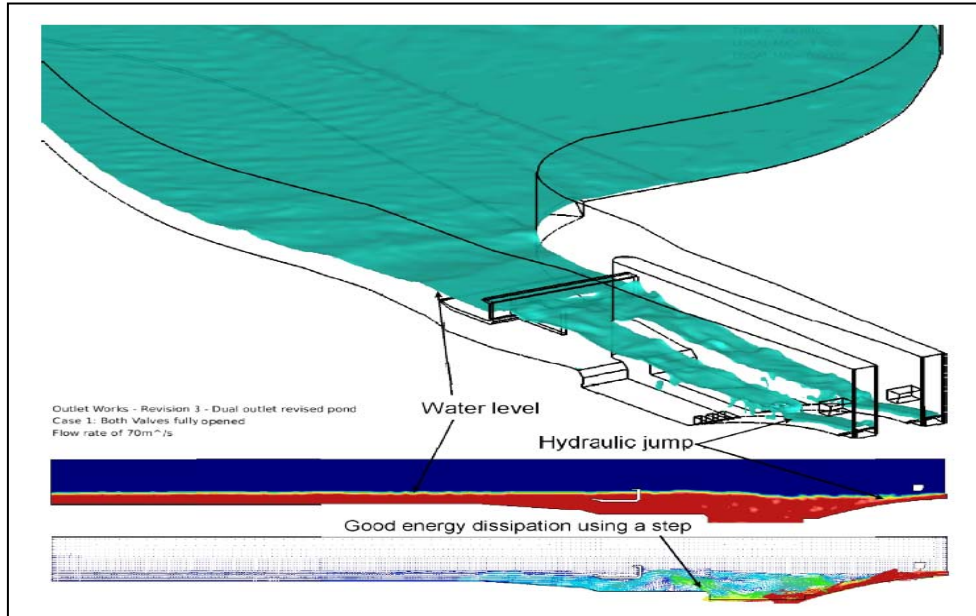 Water level
Outlet Works - Revision 3 - Dual outlet revised pond
Case 1: Both Valves fully opened
Flow rate of 70m^/s
Hydraulic jump
Good energy dissipation using a step